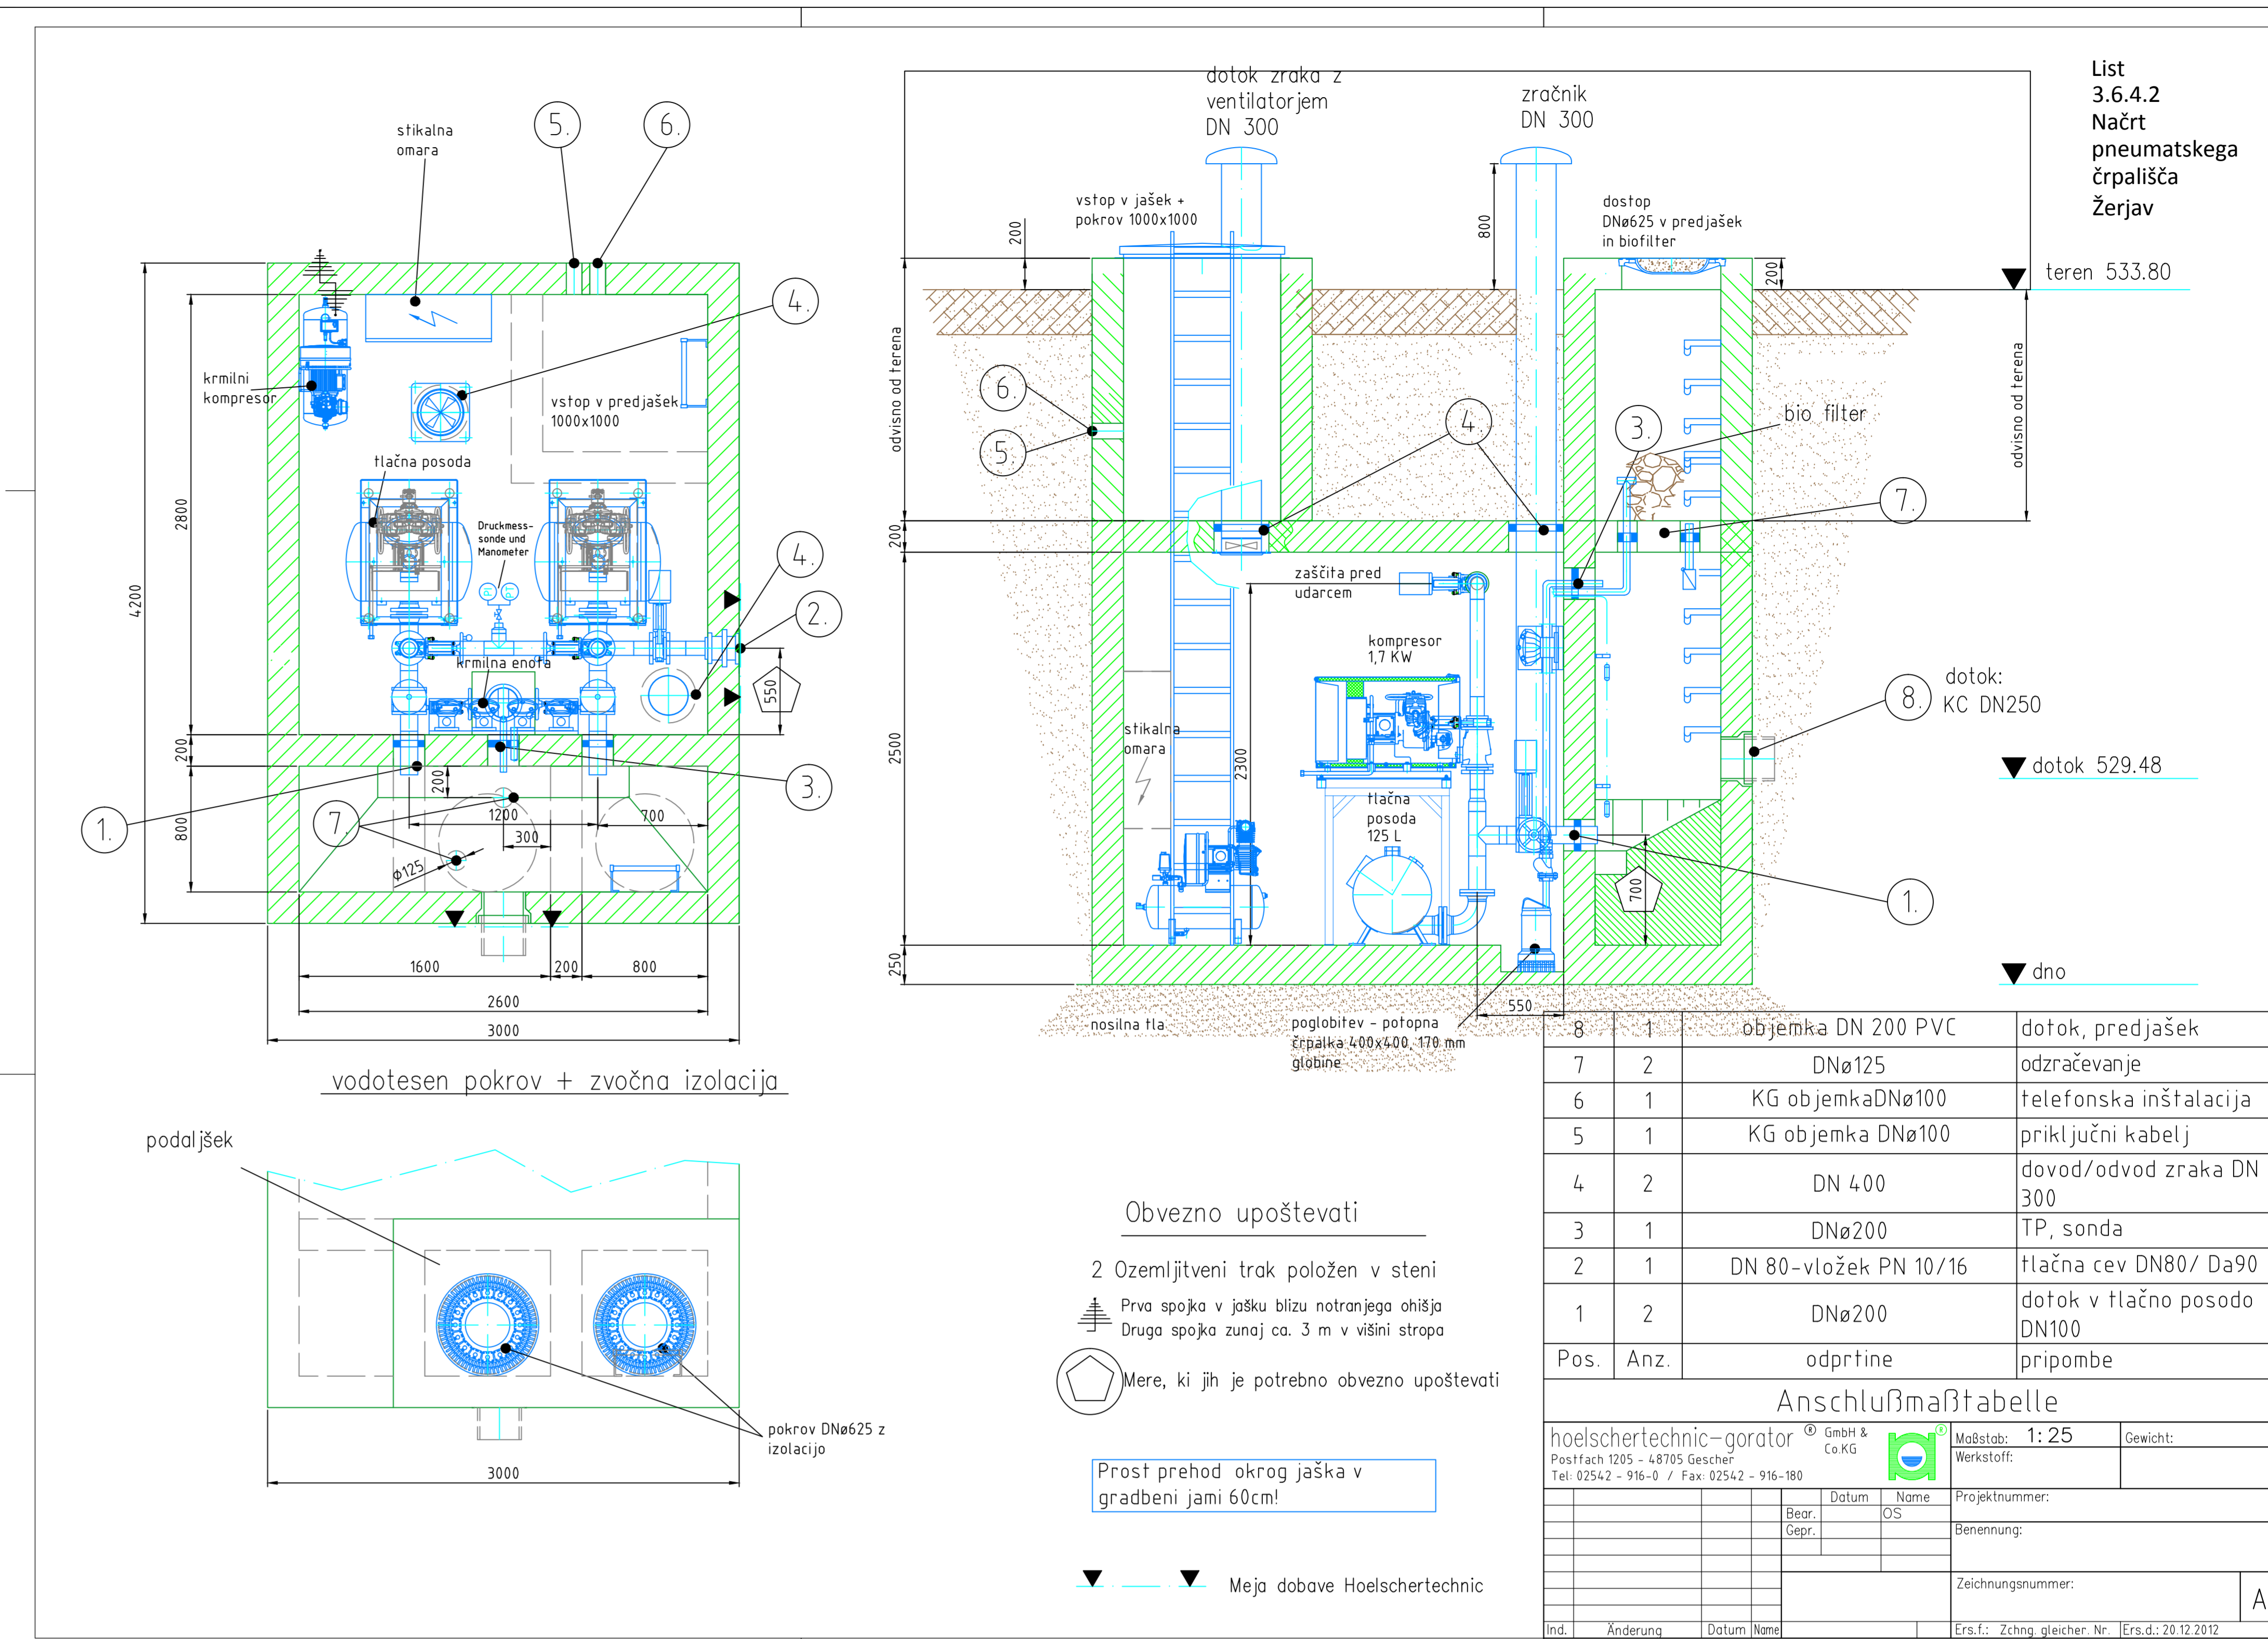 List
3.6.4.2
Načrt
pneumatskega
črpališča
Žerjav
stikalna
omara
5.
6.
4.
krmilni
kompresor
vstop v predjašek
1000x1000
tlačna posoda
Druckmess-
sonde und
Manometer
PI
PT
4.
2.
krmilna enota
550
3.
1.
7.
4200
2800
200
800
200
1200
700
300
Φ125
1600
200
800
2600
3000
vodotesen pokrov + zvočna izolacija
podaljšek
pokrov DNø625 z
izolacijo
3000
dotok zraka z
ventilatorjem
DN 300
zračnik
DN 300
vstop v jašek +
pokrov 1000x1000
dostop
DNø625 v predjašek
in biofilter
200
800
200
teren 533.80
odvisno od terena
odvisno od terena
6.
5.
4.
3.
bio filter
7.
200
zaščita pred
udarcem
kompresor
1,7 KW
8.
dotok:
KC DN250
stikalna
omara
2500
2300
dotok 529.48
tlačna
posoda
125 L
700
1.
250
dno
550
nosilna tla
poglobitev - potopna
črpalka 400x400, 170 mm
globine
8 1 objemka DN 200 PVC dotok, predjašek
7 2 DNø125 odzračevanje
6 1 KG objemkaDNø100 telefonska inštalacija
5 1 KG objemka DNø100 priključni kabelj
4 2 DN 400 dovod/odvod zraka DN
300
3 1 DNø200 TP, sonda
2 1 DN 80-vložek PN 10/16 tlačna cev DN80/ Da90
1 2 DNø200 dotok v tlačno posodo
DN100
Pos. Anz. odprtine pripombe
Anschlußmaßtabelle
Obvezno upoštevati
2 Ozemljitveni trak položen v steni
Prva spojka v jašku blizu notranjega ohišja
Druga spojka zunaj ca. 3 m v višini stropa
Mere, ki jih je potrebno obvezno upoštevati
Prost prehod okrog jaška v
gradbeni jami 60cm!
Meja dobave Hoelschertechnic
hoelschertechnic-gorator ® GmbH &
Co.KG
®
Postfach 1205 - 48705 Gescher
Tel: 02542 - 916-0 / Fax: 02542 - 916-180
Maßstab: 1:25
Gewicht:
Werkstoff:
Datum Name
Bear. OS
Gepr.
Projektnummer:
Benennung:
Zeichnungsnummer:
A
Ind. Änderung Datum Name
Ers.f.: Zchng. gleicher. Nr. Ers.d.: 20.12.2012